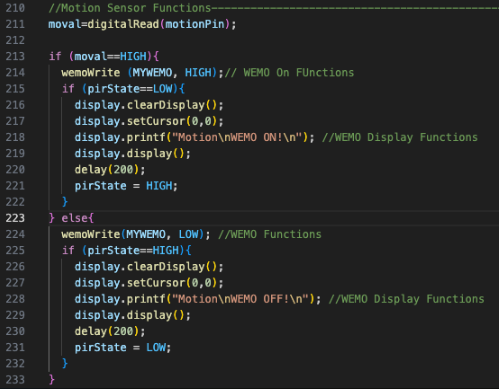 210 //Motion Sensor Functions-----------------------------------------
211 moval=digitalRead(motionPin);
212
213 if (moval==HIGH){
214 wemoWrite (MYWEMO, HIGH);// WEMO On FUnctions
215 if (pirState==LOW){
216 display.clearDisplay();
217 display.setCursor(0,0);
218 display.printf("Motion\nWEMO ON!\n"); //WEMO Display Functions
219 display.display();
220 delay(200);
221 pirState = HIGH;
222 }
223 } else{
224 wemoWrite(MYWEMO, LOW); //WEMO Functions
225 if (pirState==HIGH){
226 display.clearDisplay();
227 display.setCursor(0,0);
228 display.printf("Motion\nWEMO OFF!\n"); //WEMO Display Functions
229 display.display();
230 delay(200);
231 pirState = LOW;
232 }
233 }